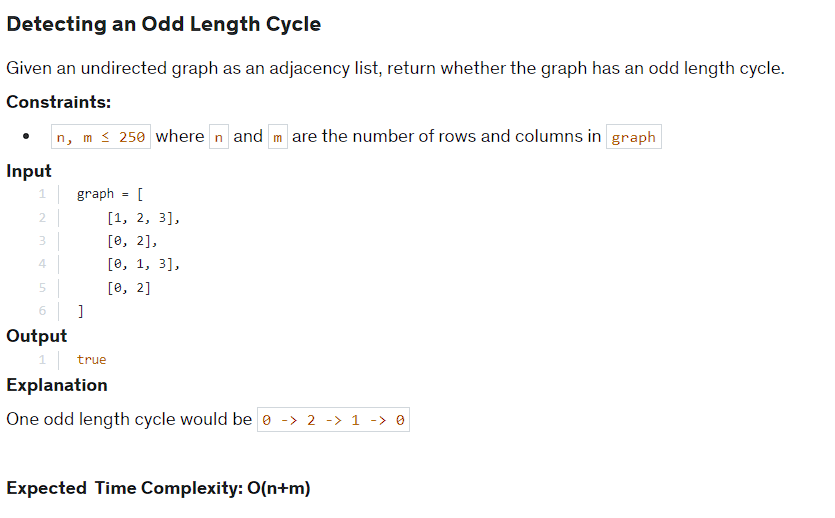 Detecting an Odd Length Cycle
Given an undirected graph as an adjacency list, return whether the graph has an odd length cycle.
Constraints:
• n, m ≤ 250 where n and m are the number of rows and columns in graph
Input
1 graph = [
2 [1, 2, 3],
3 [0, 2],
4 [0, 1, 3],
5 [0, 2]
6 ]
Output
1 true
Explanation
One odd length cycle would be 0 -> 2 -> 1 -> 0
Expected Time Complexity: O(n+m)